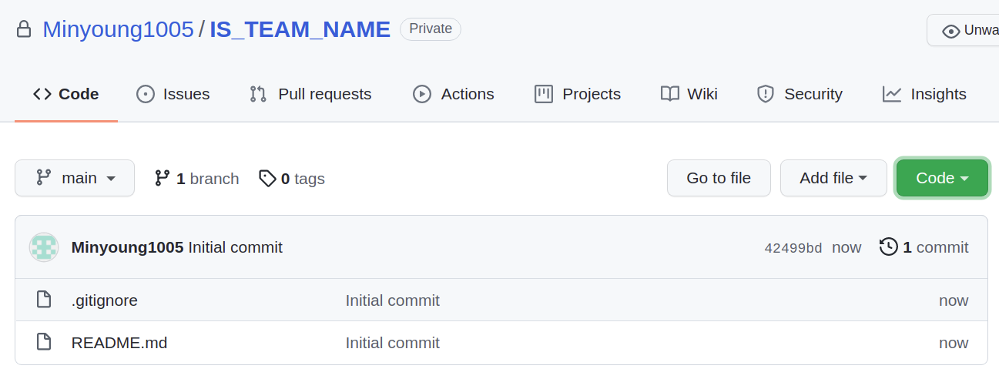 Minyoung1005 / IS_TEAM_NAME Private Unwa
Code Issues Pull requests Actions Projects Wiki Security Insights
main 1 branch 0 tags Go to file Add file Code
Minyoung1005 Initial commit 42499bd now 1 commit
.gitignore Initial commit now
README.md Initial commit now